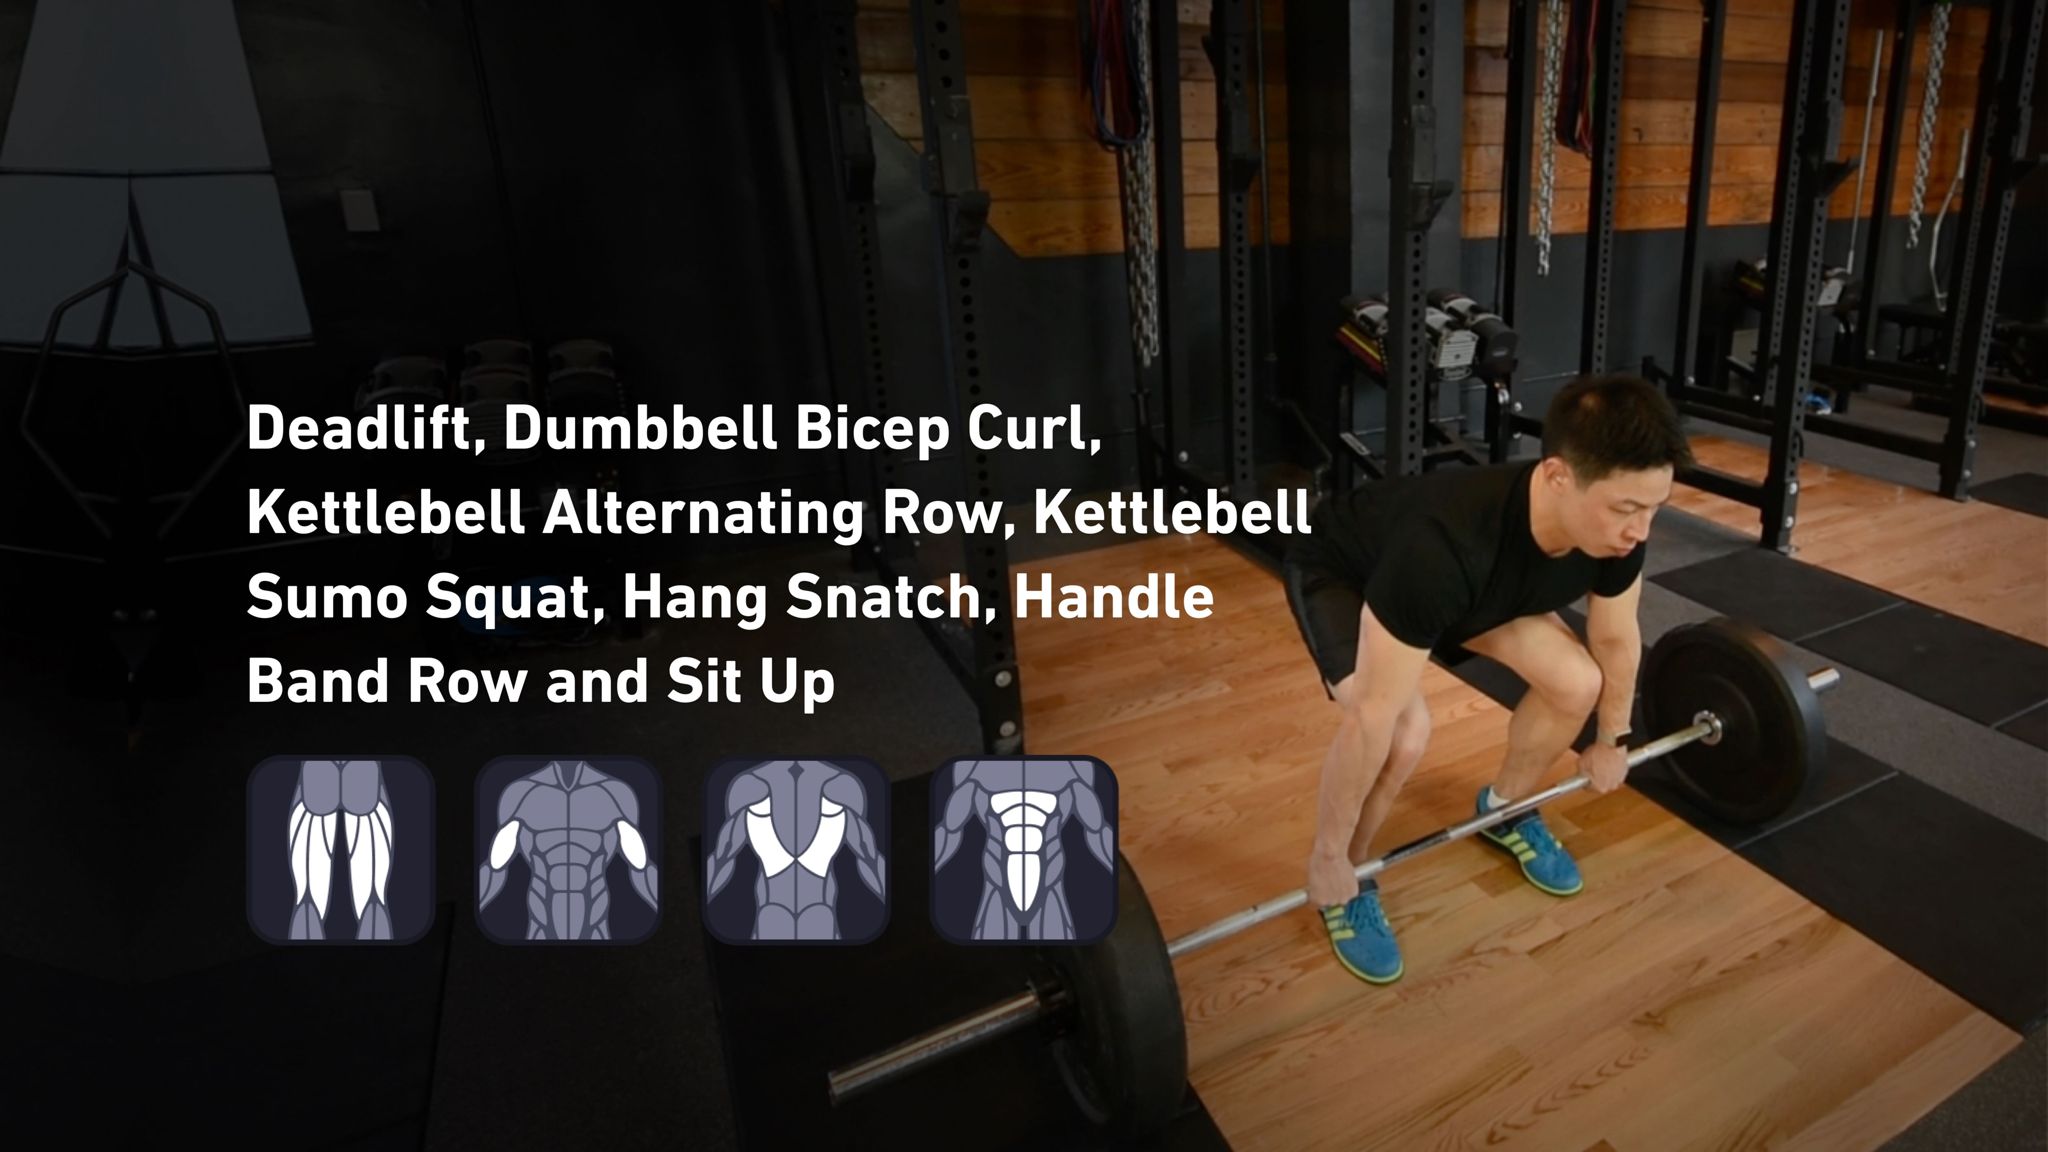 Deadlift, Dumbbell Bicep Curl,
Kettlebell Alternating Row, Kettlebell
Sumo Squat, Hang Snatch, Handle
Band Row and Sit Up